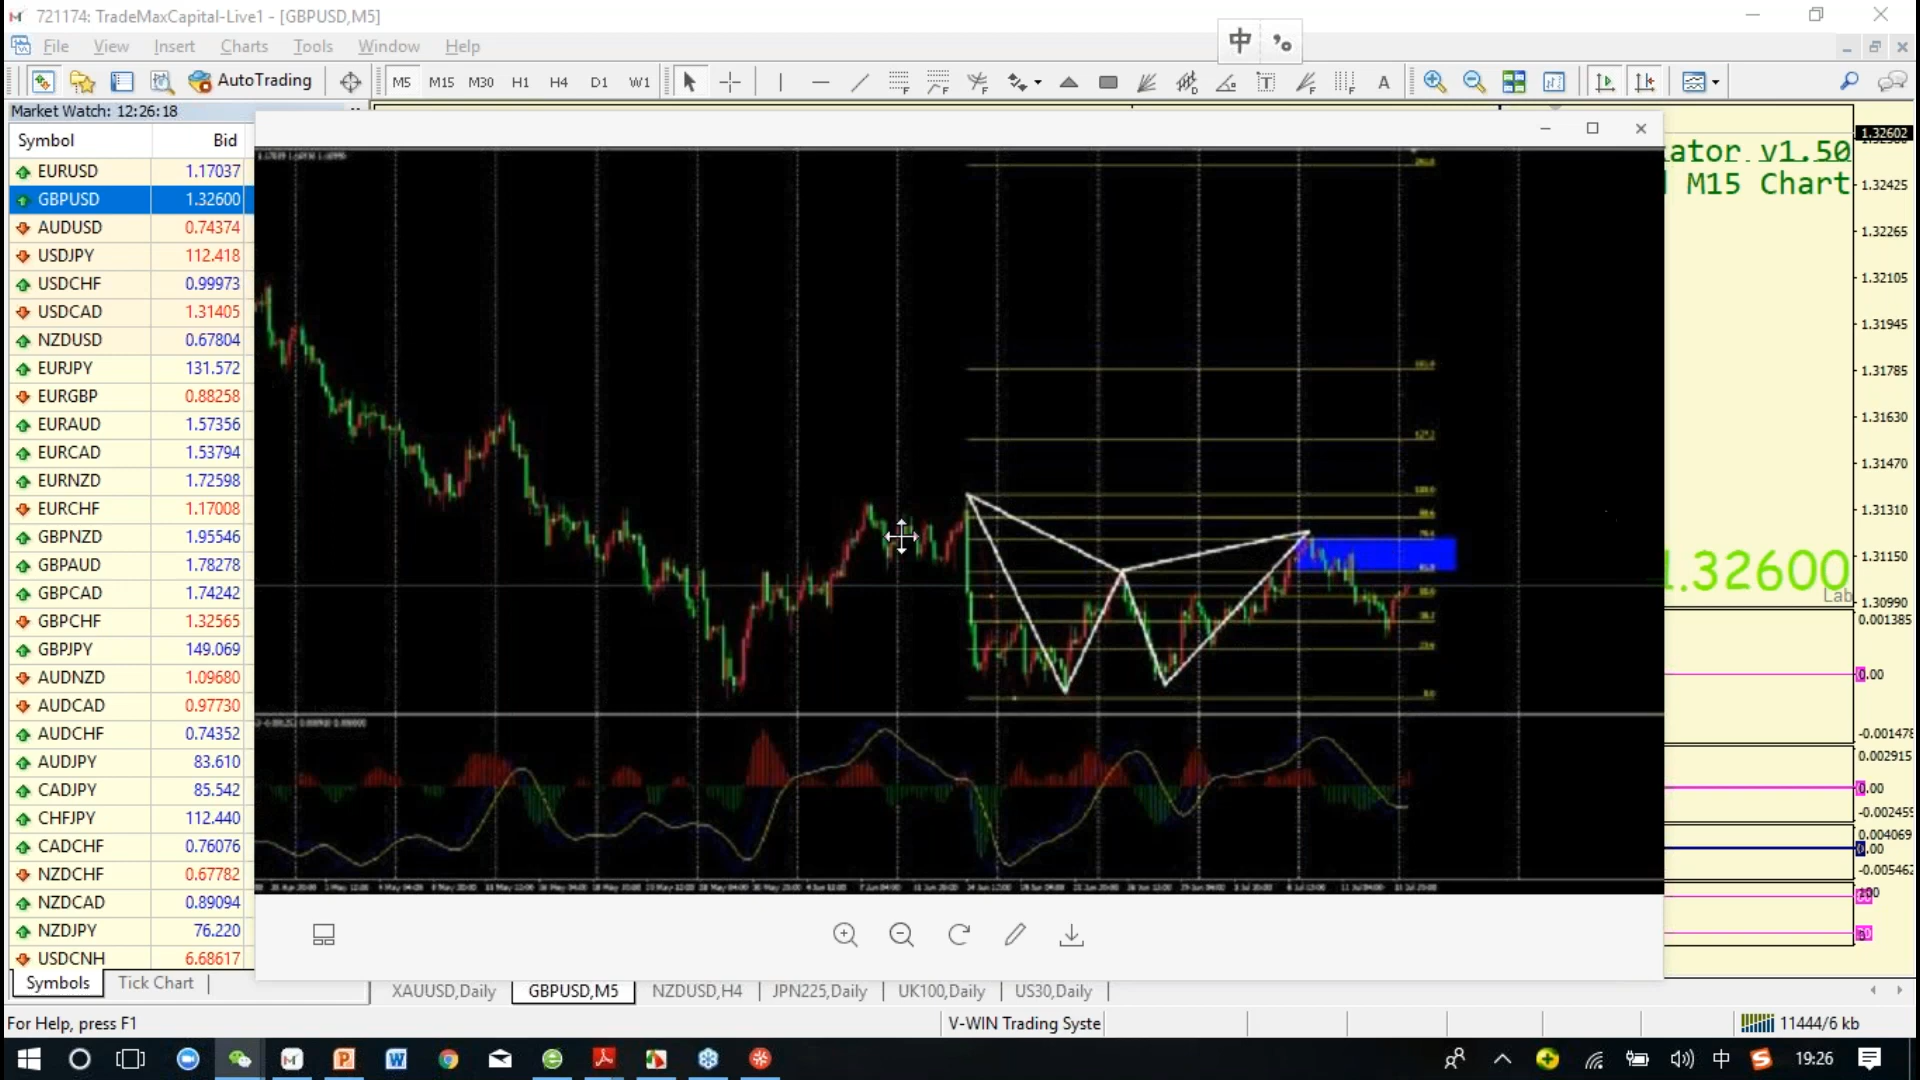 721174: TradeMaxCapital-Live1 - [GBPUSD,M5]
File View Insert Charts Tools Window Help
中
AutoTrading M5 M15 M30 H1 H4 D1 W1 A
Market Watch: 12:26:18
Symbol Bid
EURUSD 1.17037
GBPUSD 1.32600
AUDUSD 0.74374
USDJPY 112.418
USDCHF 0.99973
USDCAD 1.31405
NZDUSD 0.67804
EURJPY 131.572
EURGBP 0.88258
EURAUD 1.57356
EURCAD 1.53794
EURNZD 1.72598
EURCHF 1.17008
GBPNZD 1.95546
GBPAUD 1.78278
GBPCAD 1.74242
GBPCHF 1.32565
GBPJPY 149.069
AUDNZD 1.09680
AUDCAD 0.97730
AUDCHF 0.74352
AUDJPY 83.610
CADJPY 85.542
CHFJPY 112.440
CADCHF 0.76076
NZDCHF 0.67782
NZDCAD 0.89094
NZDJPY 76.220
USDCNH 6.68617
Symbols Tick Chart
ator v1.50
M15 Chart
1.32600
Lab
1.32602
1.32425
1.32265
1.32105
1.31945
1.31785
1.31630
1.31470
1.31310
1.31150
1.30990
0.001385
0.00
-0.001478
0.002915
0.00
-0.002455
0.004069
0.00
-0.005462
XAUUSD,Daily GBPUSD,M5 NZDUSD,H4 JPN225,Daily UK100,Daily US30,Daily
For Help, press F1
V-WIN Trading Syste
11444/6 kb
中
19:26